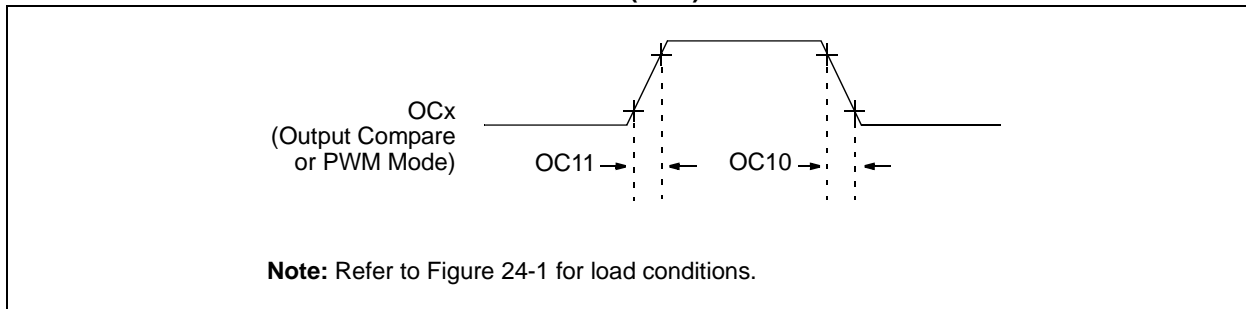 OCx
(Output Compare
or PWM Mode)
OC11
OC10
Note: Refer to Figure 24-1 for load conditions.